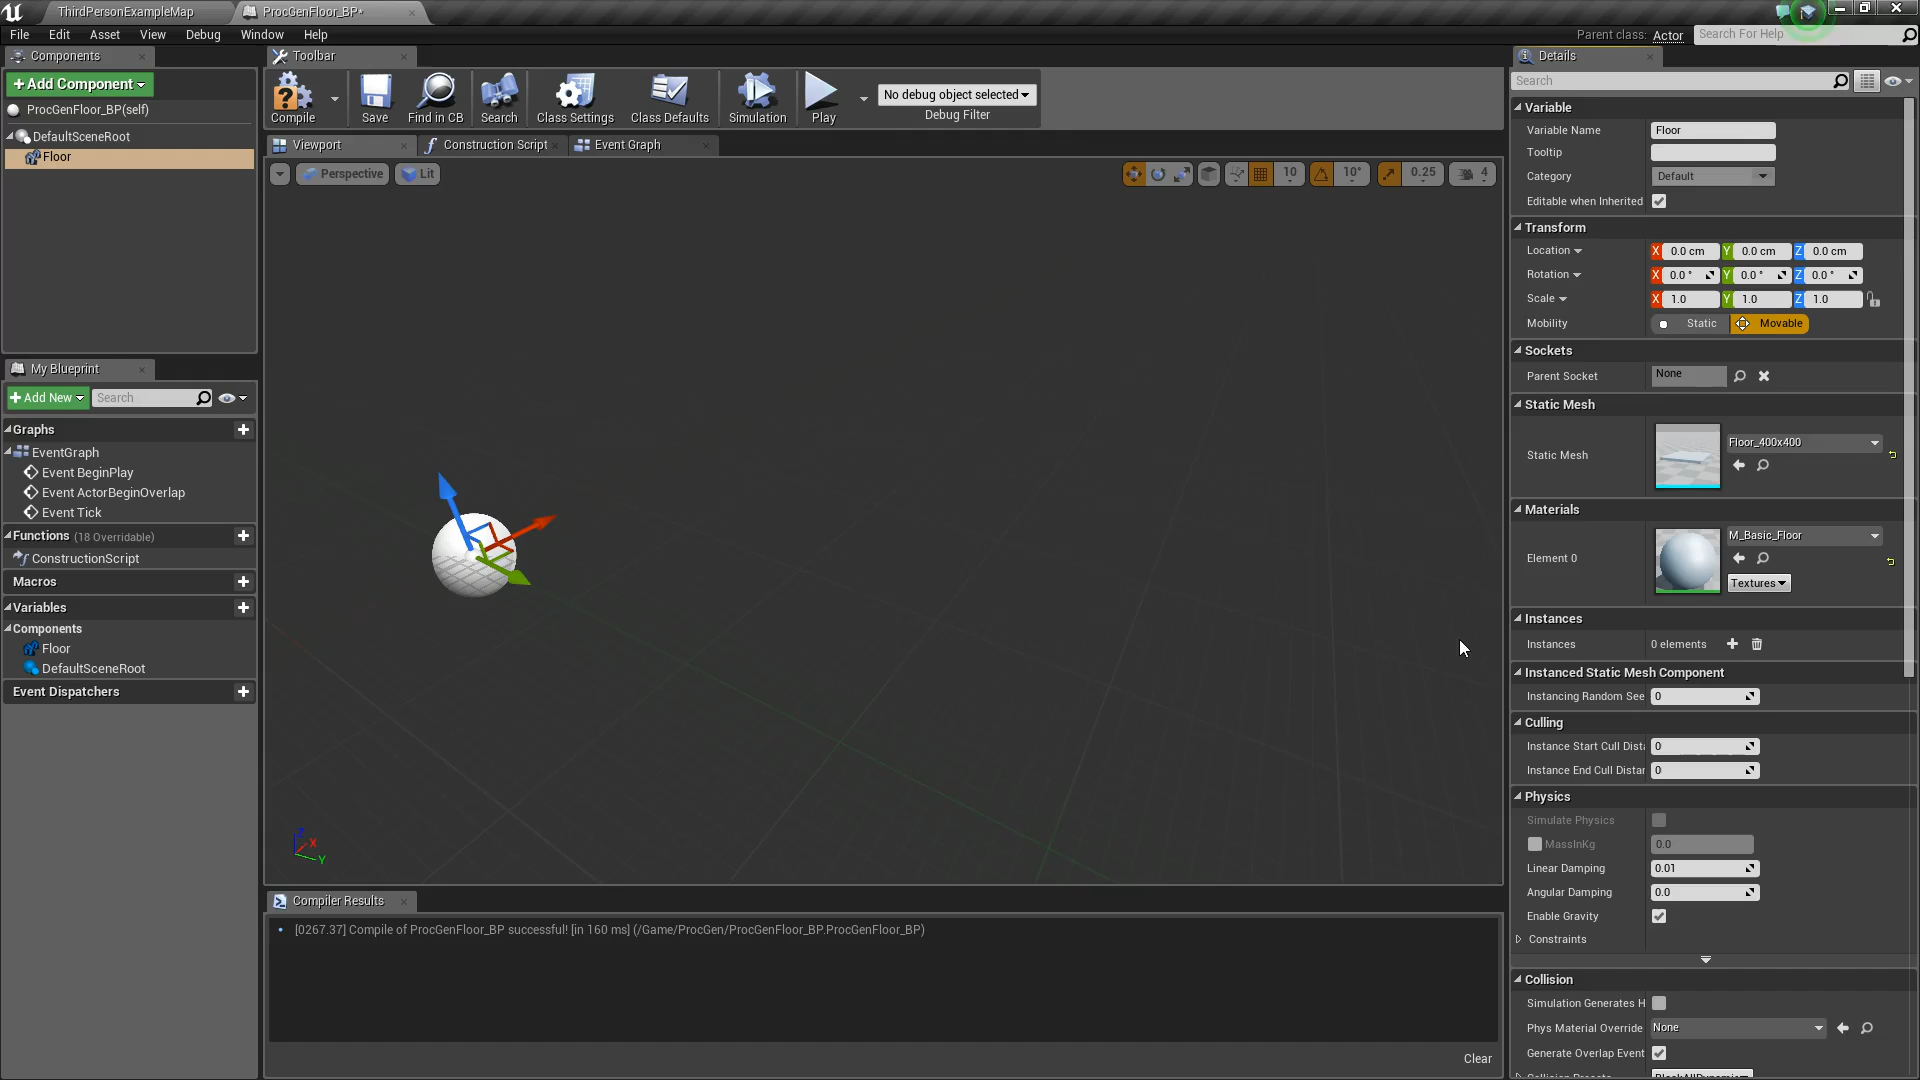 ThirdPersonExampleMap
ProcGenFloor_BP*
File Edit Asset View Debug Window Help
Parent class: Actor
Search For Help
Components
Toolbar
Details
+Add Component
ProcGenFloor_BP(self)
DefaultSceneRoot
Floor
Compile Save Find in CB Search Class Settings Class Defaults Simulation Play
No debug object selected
Debug Filter
Viewport Construction Script Event Graph
Perspective Lit
10 10° 0.25 4
My Blueprint
+Add New Search
Graphs
EventGraph
Event BeginPlay
Event ActorBeginOverlap
Event Tick
Functions (18 Overridable)
ConstructionScript
Macros
Variables
Components
Floor
DefaultSceneRoot
Event Dispatchers
Z X Y
Compiler Results
[0267.37] Compile of ProcGenFloor_BP successful! [in 160 ms] (/Game/ProcGen/ProcGenFloor_BP.ProcGenFloor_BP)
Clear
Search
Variable
Variable Name Floor
Tooltip
Category Default
Editable when Inherited
Transform
Location X 0.0 cm Y 0.0 cm Z 0.0 cm
Rotation X 0.0 ° Y 0.0 ° Z 0.0 °
Scale X 1.0 Y 1.0 Z 1.0
Mobility Static Movable
Sockets
Parent Socket None
Static Mesh
Static Mesh Floor_400x400
Materials
Element 0 M_Basic_Floor
Textures
Instances
Instances 0 elements
Instanced Static Mesh Component
Instancing Random See 0
Culling
Instance Start Cull Dista 0
Instance End Cull Distar 0
Physics
Simulate Physics
MassInKg 0.0
Linear Damping 0.01
Angular Damping 0.0
Enable Gravity
Constraints
Collision
Simulation Generates H
Phys Material Override None
Generate Overlap Event